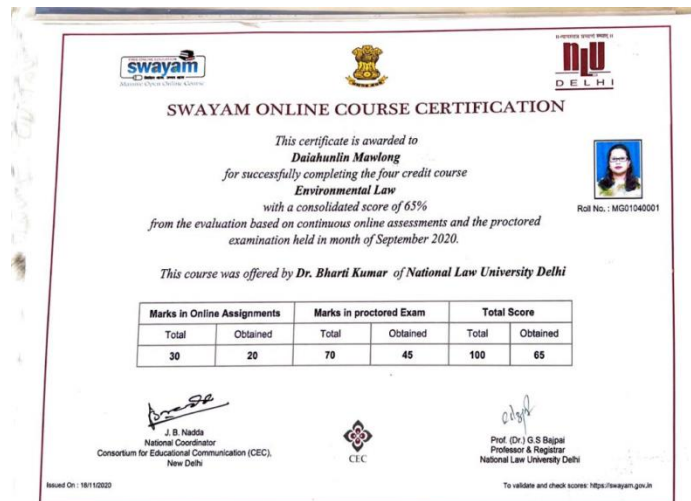 swayam
SWAYAM ONLINE COURSE CERTIFICATION
NLU
DELHI
This certificate is awarded to
Daiahunlin Mawlong
for successfully completing the four credit course
Environmental Law
with a consolidated score of 65%
from the evaluation based on continuous online assessments and the proctored
examination held in month of September 2020.
Roll No. : MG01040001
This course was offered by Dr. Bharti Kumar of National Law University Delhi
Marks in Online Assignments Marks in proctored Exam Total Score
Total Obtained Total Obtained Total Obtained
30 20 70 45 100 65
J. B. Nadda
National Coordinator
Consortium for Educational Communication (CEC),
New Delhi
CEC
Prof. (Dr.) G.S Bajpai
Professor & Registrar
National Law University Delhi
Issued On : 18/11/2020
To validate and check scores: https://swayam.gov.in